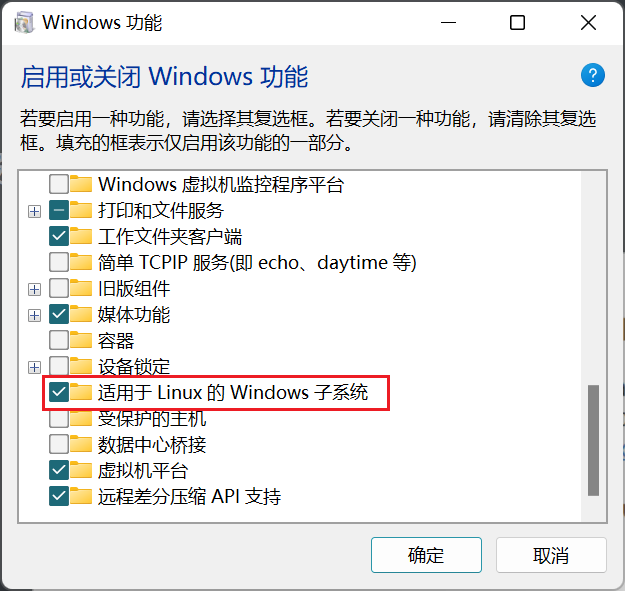 Windows 功能
启用或关闭 Windows 功能
?
若要启用一种功能，请选择其复选框。若要关闭一种功能，请清除其复选
框。填充的框表示仅启用该功能的一部分。
Windows 虚拟机监控程序平台
打印和文件服务
工作文件夹客户端
简单 TCPIP 服务(即 echo、daytime 等)
旧版组件
媒体功能
容器
设备锁定
适用于 Linux 的 Windows 子系统
受保护的主机
数据中心桥接
虚拟机平台
远程差分压缩 API 支持
确定
取消